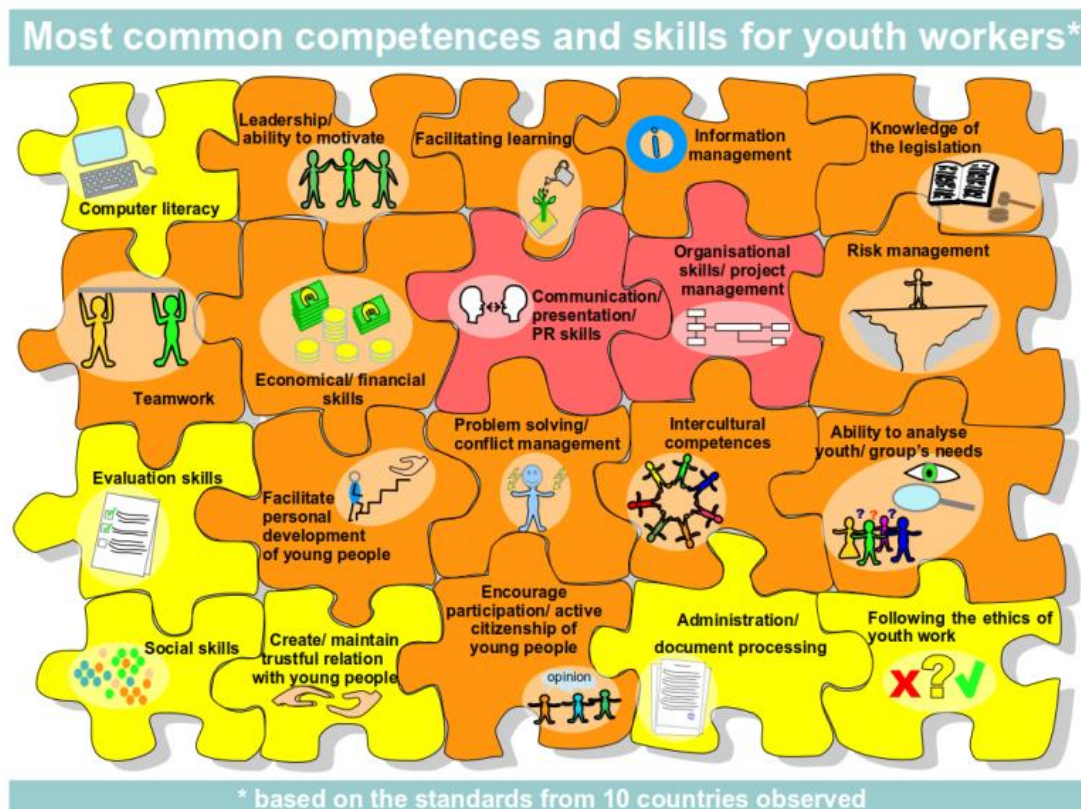 Most common competences and skills for youth workers*
Computer literacy
Leadership/
ability to motivate
Facilitating learning
Information
management
Knowledge of
the legislation
Teamwork
Economical/ financial
skills
Communication/
presentation/
PR skills
Organisational
skills/ project
management
Risk management
Evaluation skills
Facilitate
personal
development
of young people
Problem solving/
conflict management
Intercultural
competences
Ability to analyse
youth/ group's needs
? ? ?
Social skills
Create/ maintain
trustful relation
with young people
Encourage
participation/ active
citizenship of
young people
opinion
Administration/
document processing
Following the ethics of
youth work
?
* based on the standards from 10 countries observed